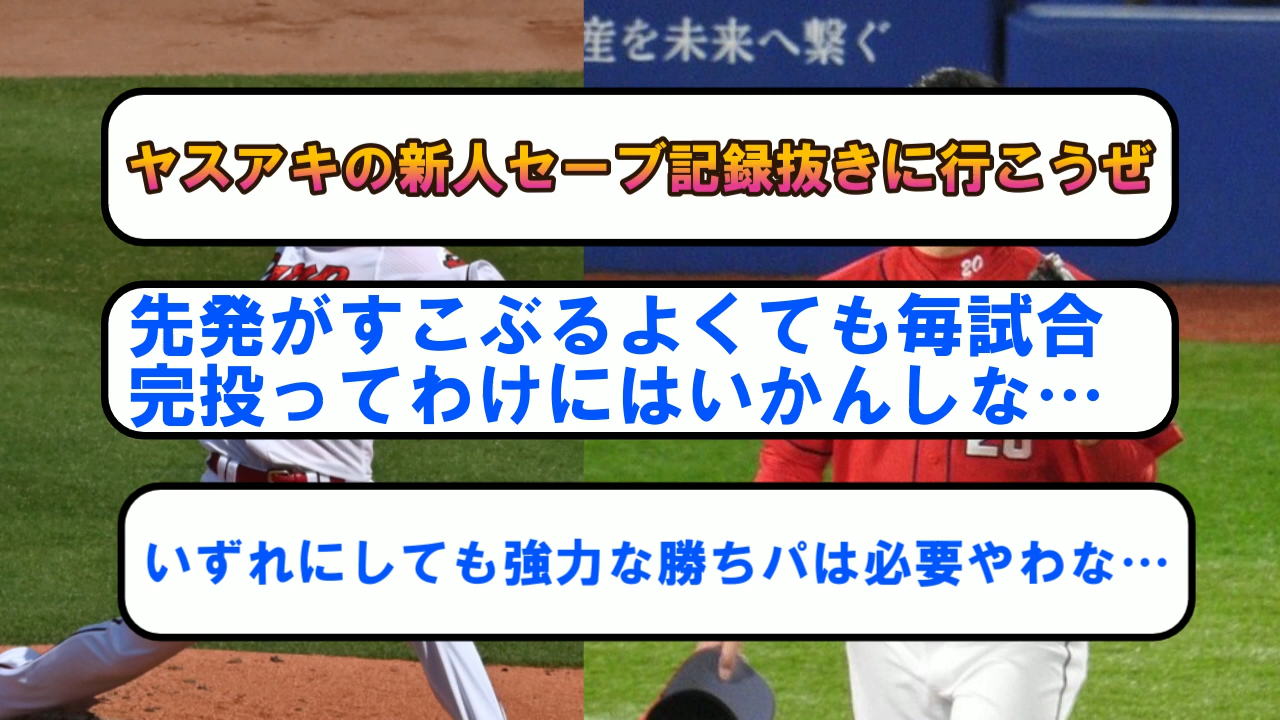 産を未来へ繋ぐ
ヤスアキの新人セーブ記録抜きに行こうぜ
20
先発がすこぶるよくても毎試合
完投ってわけにはいかんしな…
20
いずれにしても強力な勝ちパは必要やわな…